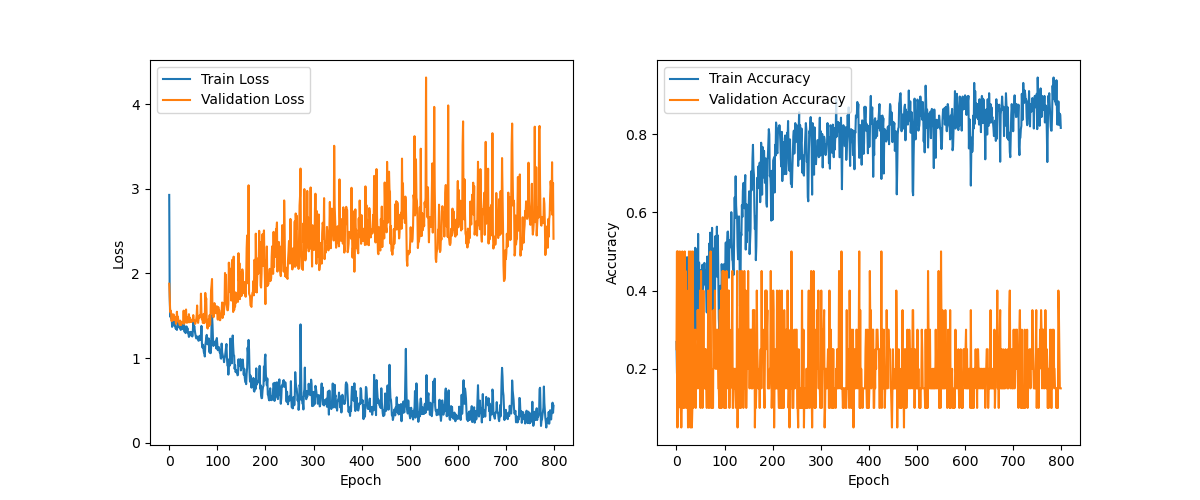 Train Loss
Validation Loss
4
3
2
1
0
Loss
0 100 200 300 400 500 600 700 800
Epoch
Train Accuracy
Validation Accuracy
0.8
0.6
0.4
0.2
Accuracy
0 100 200 300 400 500 600 700 800
Epoch